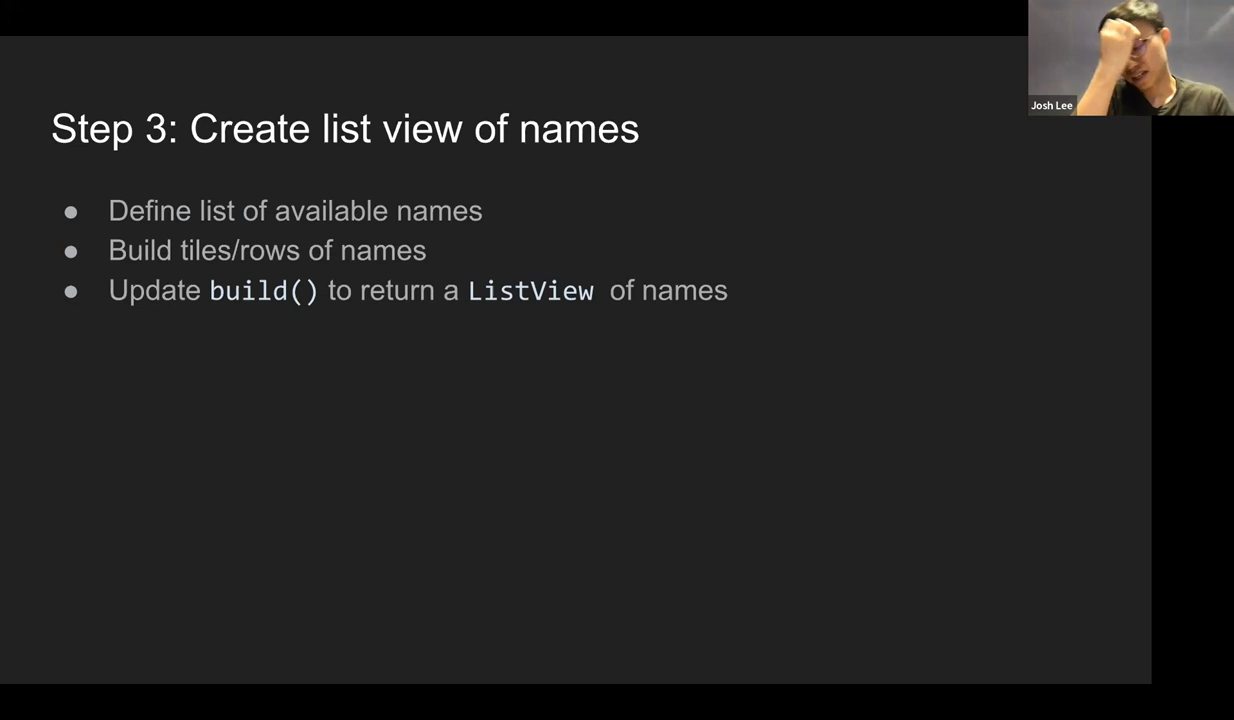 Step 3: Create list view of names
● Define list of available names
● Build tiles/rows of names
● Update build() to return a ListView of names
Josh Lee